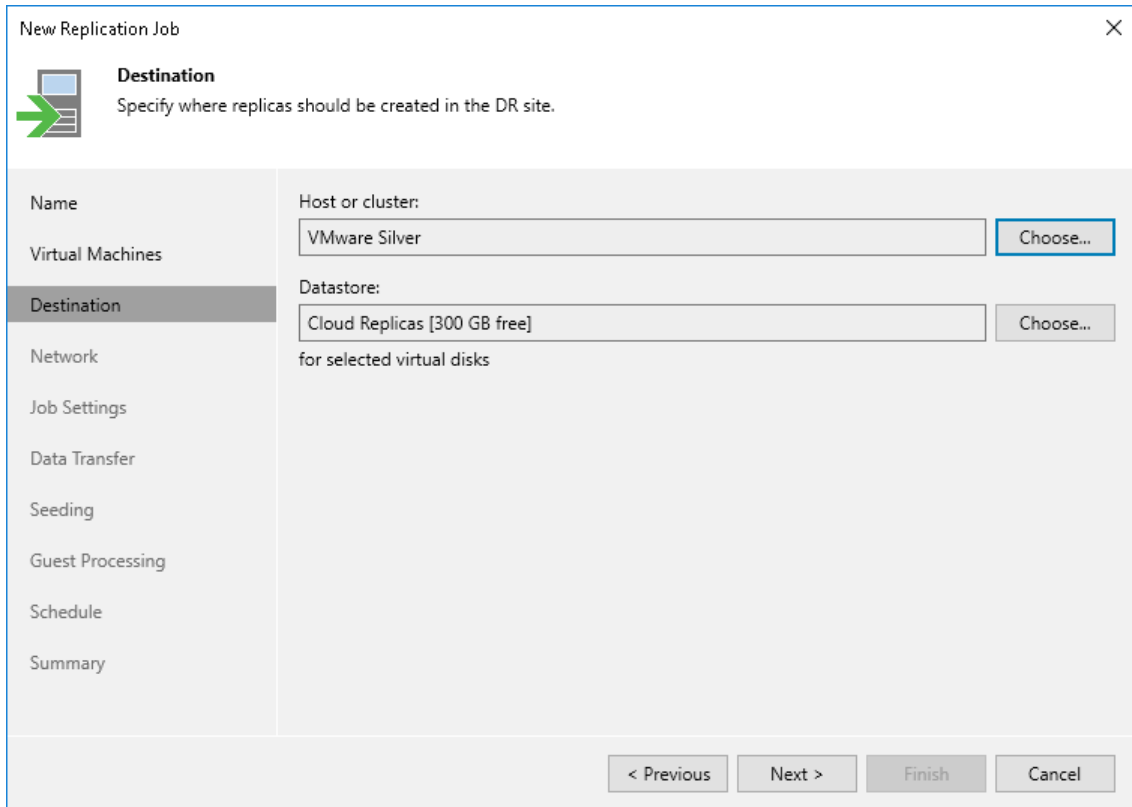 New Replication Job
Destination
Specify where replicas should be created in the DR site.
Name
Virtual Machines
Destination
Network
Job Settings
Data Transfer
Seeding
Guest Processing
Schedule
Summary
Host or cluster:
VMware Silver
Choose...
Datastore:
Cloud Replicas [300 GB free]
Choose...
for selected virtual disks
< Previous
Next >
Finish
Cancel